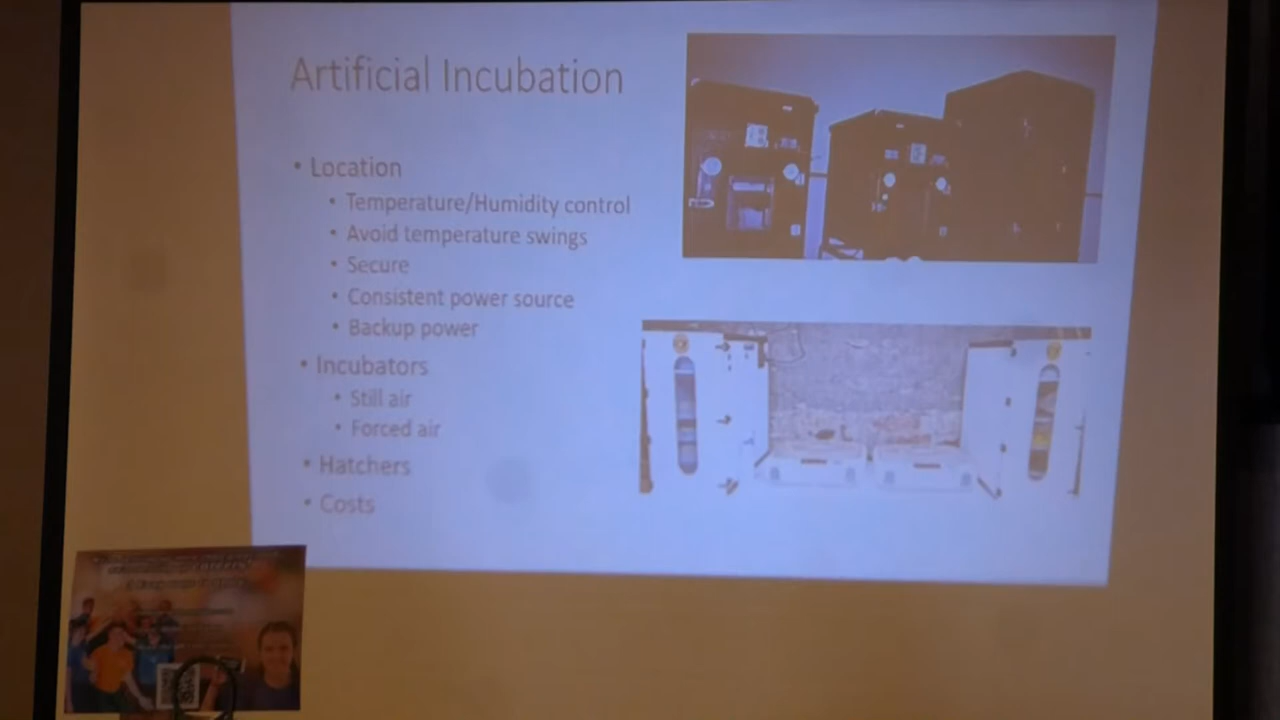 Artificial Incubation
• Location
• Temperature/Humidity control
• Avoid temperature swings
• Secure
• Consistent power source
• Backup power
• Incubators
• Still air
• Forced air
• Hatchers
• Costs